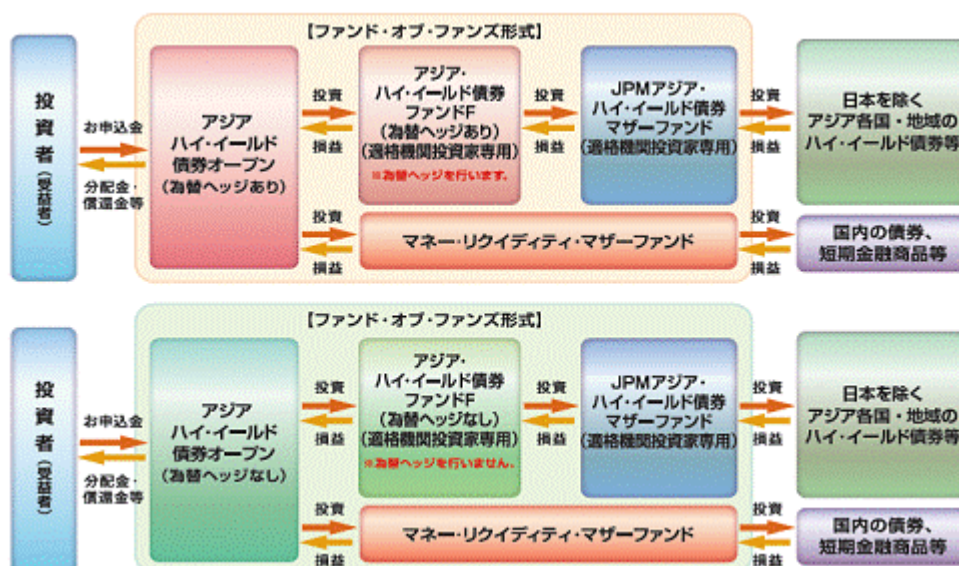 【ファンド・オブ・ファンズ形式】
投資者（受益者）
お申込金
分配金・
償還金等
アジア
ハイ・イールド
債券オープン
（為替ヘッジあり）
投資
損益
アジア・
ハイ・イールド債券
ファンドF
（為替ヘッジあり）
（適格機関投資家専用）
※為替ヘッジを行います。
投資
損益
JPMアジア・
ハイ・イールド債券
マザーファンド
（適格機関投資家専用）
投資
損益
日本を除く
アジア各国・地域の
ハイ・イールド債券等
投資
損益
マネー・リクイディティ・マザーファンド
投資
損益
国内の債券、
短期金融商品等
【ファンド・オブ・ファンズ形式】
投資者（受益者）
お申込金
分配金・
償還金等
アジア
ハイ・イールド
債券オープン
（為替ヘッジなし）
投資
損益
アジア・
ハイ・イールド債券
ファンドF
（為替ヘッジなし）
（適格機関投資家専用）
※為替ヘッジを行いません。
投資
損益
JPMアジア・
ハイ・イールド債券
マザーファンド
（適格機関投資家専用）
投資
損益
日本を除く
アジア各国・地域の
ハイ・イールド債券等
投資
損益
マネー・リクイディティ・マザーファンド
投資
損益
国内の債券、
短期金融商品等